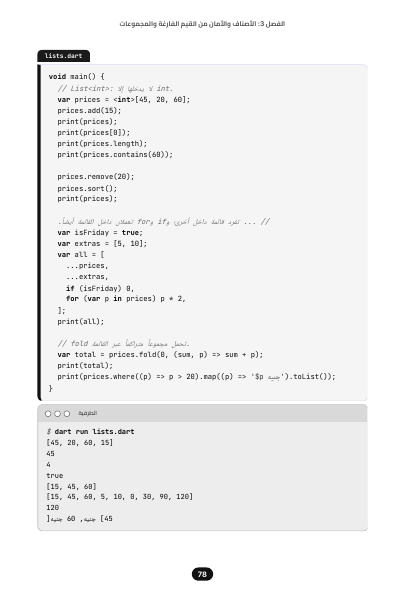 الفصل 3: الأصناف والأمان من القيم الفارغة والمجموعات
lists.dart
void main() {
// List<int>: لا يدخلها إلا int.
var prices = <int>[45, 20, 60];
prices.add(15);
print(prices);
print(prices[0]);
print(prices.length);
print(prices.contains(60));
prices.remove(20);
prices.sort();
print(prices);
// ... تفرد قائمة داخل أخرى، وif وfor تعملان داخل القائمة أيضاً.
var isFriday = true;
var extras = [5, 10];
var all = [
...prices,
...extras,
if (isFriday) 0,
for (var p in prices) p * 2,
];
print(all);
// fold تحمل مجموعاً متراكماً عبر القائمة.
var total = prices.fold(0, (sum, p) => sum + p);
print(total);
print(prices.where((p) => p > 20).map((p) => '$p جنيه').toList());
}
الطرفية
# dart run lists.dart
[45, 20, 60, 15]
45
4
true
[15, 45, 60]
[15, 45, 60, 5, 10, 0, 30, 90, 120]
120
[45 جنيه, 60 جنيه]
78